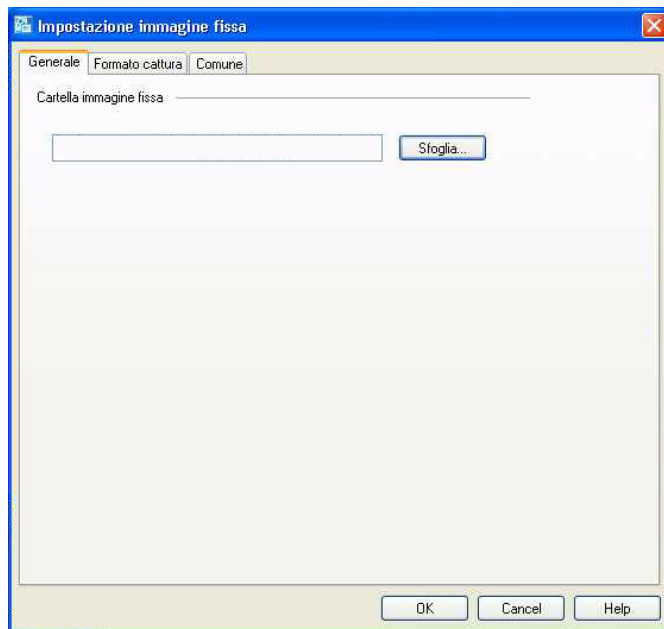 Impostazione immagine fissa
Generale Formato cattura Comune
Cartella immagine fissa
Sfoglia...
OK Cancel Help